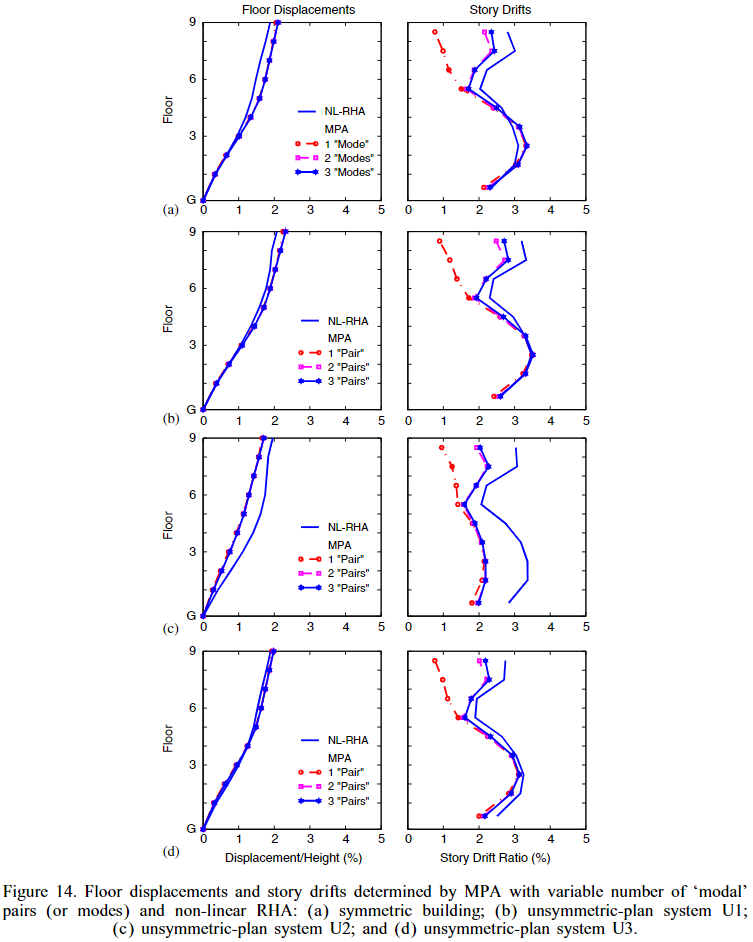 Floor Displacements
Story Drifts
9
6
3
G
Floor
NL-RHA
MPA
1 "Mode"
2 "Modes"
3 "Modes"
(a)
0 1 2 3 4 5
0 1 2 3 4 5
9
6
3
G
Floor
NL-RHA
MPA
1 "Pair"
2 "Pairs"
3 "Pairs"
(b)
0 1 2 3 4 5
0 1 2 3 4 5
9
6
3
G
Floor
NL-RHA
MPA
1 "Pair"
2 "Pairs"
3 "Pairs"
(c)
0 1 2 3 4 5
0 1 2 3 4 5
9
6
3
G
Floor
NL-RHA
MPA
1 "Pair"
2 "Pairs"
3 "Pairs"
(d)
0 1 2 3 4 5
0 1 2 3 4 5
Displacement/Height (%)
Story Drift Ratio (%)
Figure 14. Floor displacements and story drifts determined by MPA with variable number of ‘modal’
pairs (or modes) and non-linear RHA: (a) symmetric building; (b) unsymmetric-plan system U1;
(c) unsymmetric-plan system U2; and (d) unsymmetric-plan system U3.